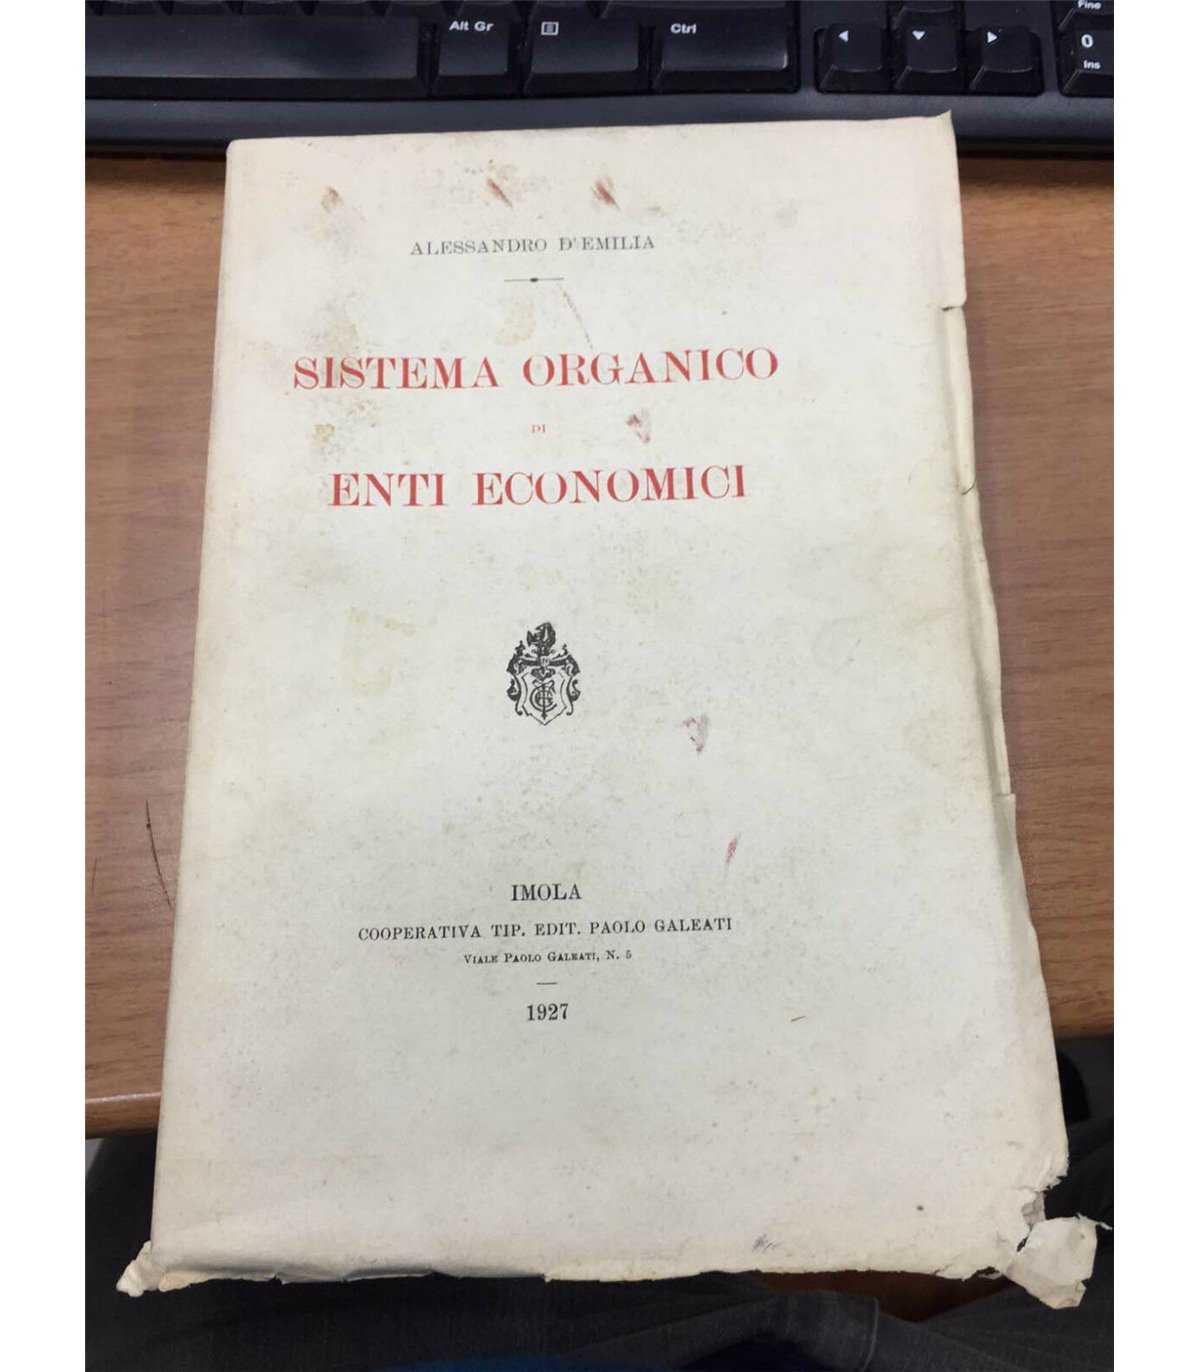 Alt Gr
Ctrl
Fine
0
Ins
ALESSANDRO D'EMILIA
SISTEMA ORGANICO
DI
ENTI ECONOMICI
IMOLA
COOPERATIVA TIP. EDIT. PAOLO GALEATI
VIALE PAOLO GALEATI, N. 5
1927